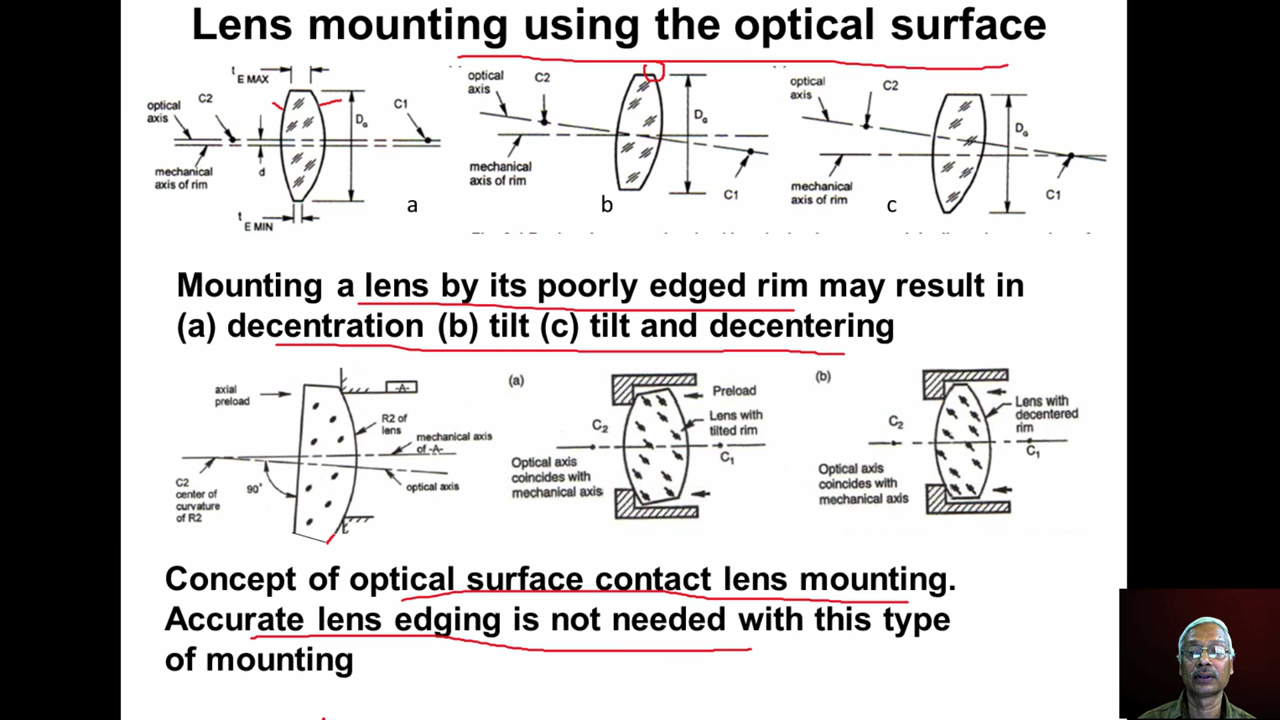 Lens mounting using the optical surface
t E MAX
optical
axis
C2
C1
Dɢ
mechanical
axis of rim
d
t E MIN
a
optical
axis
C2
Dɢ
mechanical
axis of rim
C1
b
optical
axis
C2
Dɢ
mechanical
axis of rim
C1
c
Mounting a lens by its poorly edged rim may result in
(a) decentration (b) tilt (c) tilt and decentering
axial
preload
-A-
R2 of
lens
mechanical axis
of -A-
optical axis
90°
C2
center of
curvature
of R2
(a)
Preload
Lens with
tilted rim
C2
C1
Optical axis
coincides with
mechanical axis
(b)
Lens with
decentered
rim
C2
C1
Optical axis
coincides with
mechanical axis
Concept of optical surface contact lens mounting.
Accurate lens edging is not needed with this type
of mounting